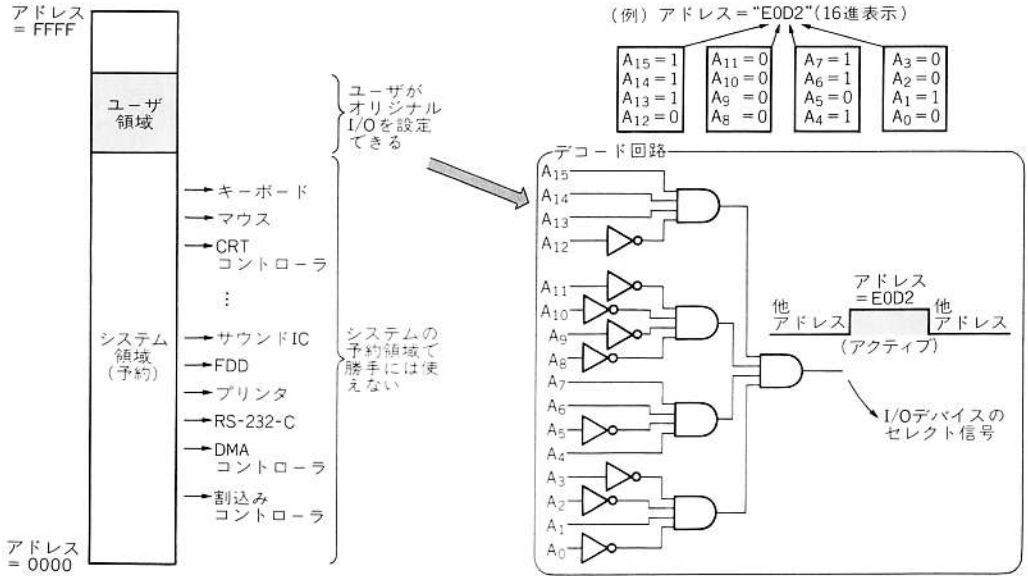 アドレス
= FFFF
ユーザ
領域
システム
領域
(予約)
アドレス
= 0000
ユーザが
オリジナル
I/Oを設定
できる
キーボード
マウス
CRT
コントローラ
⋮
サウンドIC
FDD
プリンタ
RS-232-C
DMA
コントローラ
割込み
コントローラ
システムの
予約領域で
勝手には使
えない
(例) アドレス="E0D2"(16進表示)
A15=1
A14=1
A13=1
A12=0
A11=0
A10=0
A9 =0
A8 =0
A7=1
A6=1
A5=0
A4=1
A3=0
A2=0
A1=1
A0=0
デコード回路
A15
A14
A13
A12
A11
A10
A9
A8
A7
A6
A5
A4
A3
A2
A1
A0
アドレス
=E0D2
他
アドレス
他
アドレス
(アクティブ)
I/Oデバイスの
セレクト信号